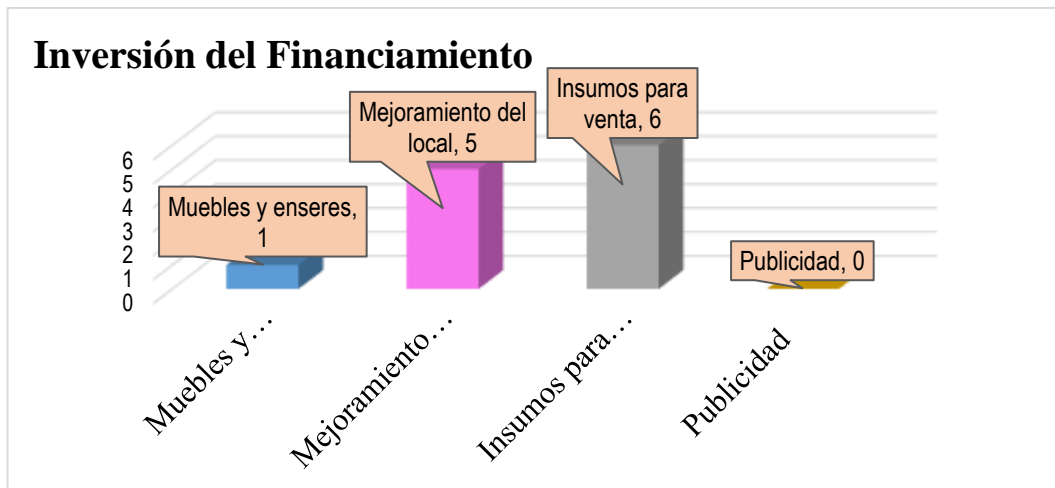 Inversión del Financiamiento
Insumos para
venta, 6
Mejoramiento del
local, 5
Muebles y enseres,
1
Publicidad, 0
6
5
4
3
2
1
0
Muebles y…
Mejoramiento…
Insumos para…
Publicidad